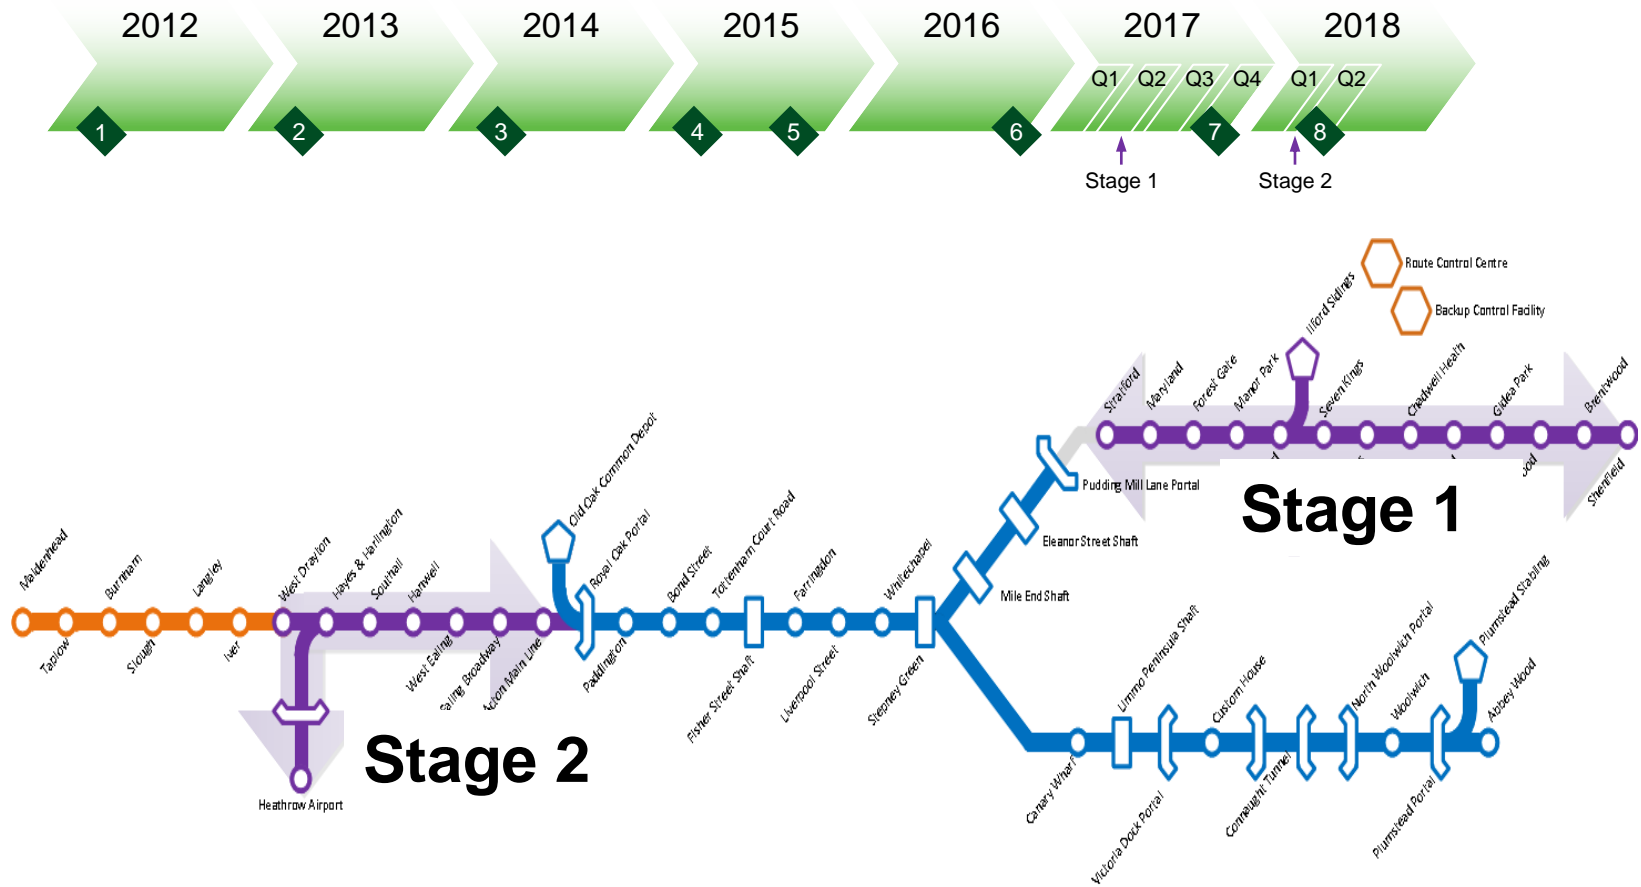 2012 2013 2014 2015 2016 2017 2018
Q1 Q2 Q3 Q4 Q1 Q2
1 2 3 4 5 6 7 8
Stage 1 Stage 2
Route Control Centre
Backup Control Facility
Ilford Sidings
Stratford
Maryland
Forest Gate
Manor Park
Seven Kings
Chadwell Heath
Gidea Park
Brentwood
Shenfield
Stage 1
Pudding Mill Lane Portal
Eleanor Street Shaft
Mile End Shaft
Maidenhead
Taplow
Burnham
Slough
Langley
Iver
West Drayton
Hayes & Harlington
Southall
Hanwell
West Ealing
Broadway
Main Line
Old Oak Common Depot
Royal Oak Portal
Paddington
Bond Street
Tottenham Court Road
Fisher Street Shaft
Farringdon
Liverpool Street
Whitechapel
Stepney Green
Stage 2
Heathrow Airport
Canary Wharf
Limmo Peninsula Shaft
Victoria Dock Portal
Custom House
Connaught Tunnel
North Woolwich Portal
Woolwich
Plumstead Portal
Plumstead Stabling
Abbey Wood